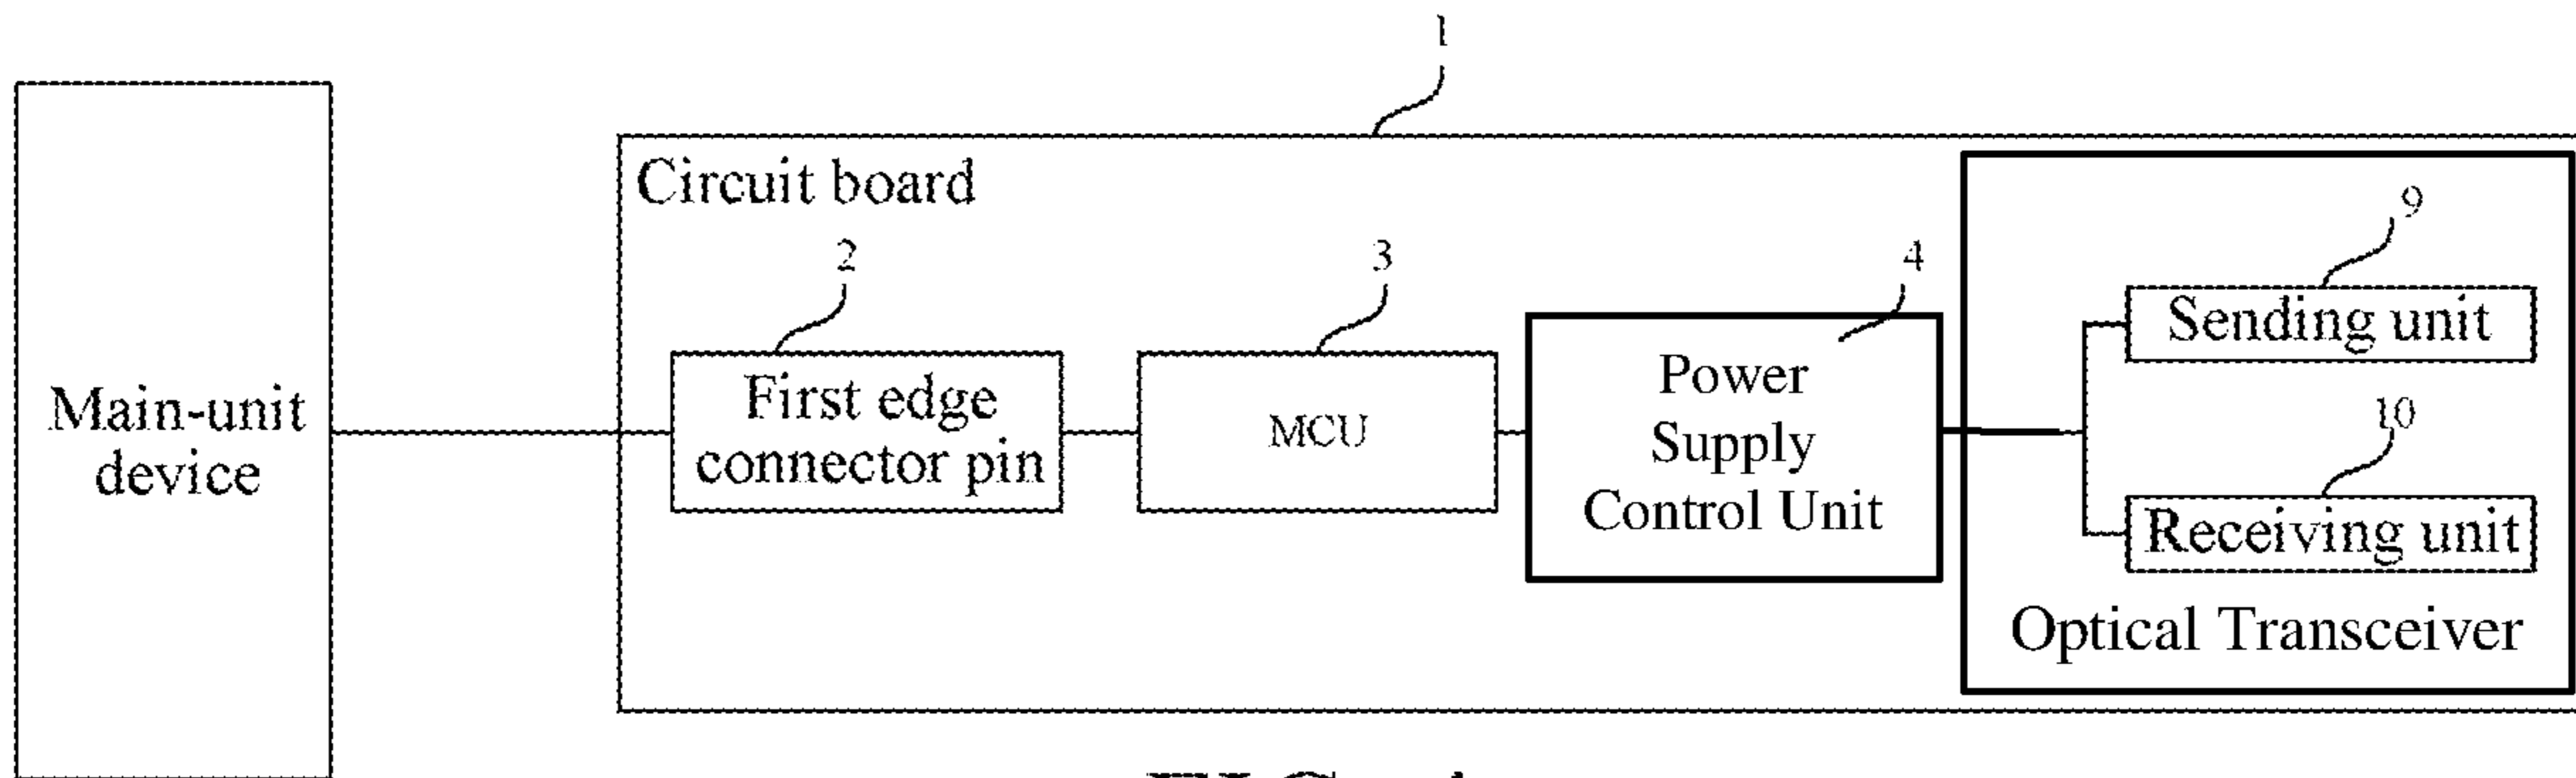 1
Circuit board
2
3
4
9
Main-unit
device
First edge
connector pin
MCU
Power
Supply
Control Unit
Sending unit
10
Receiving unit
Optical Transceiver